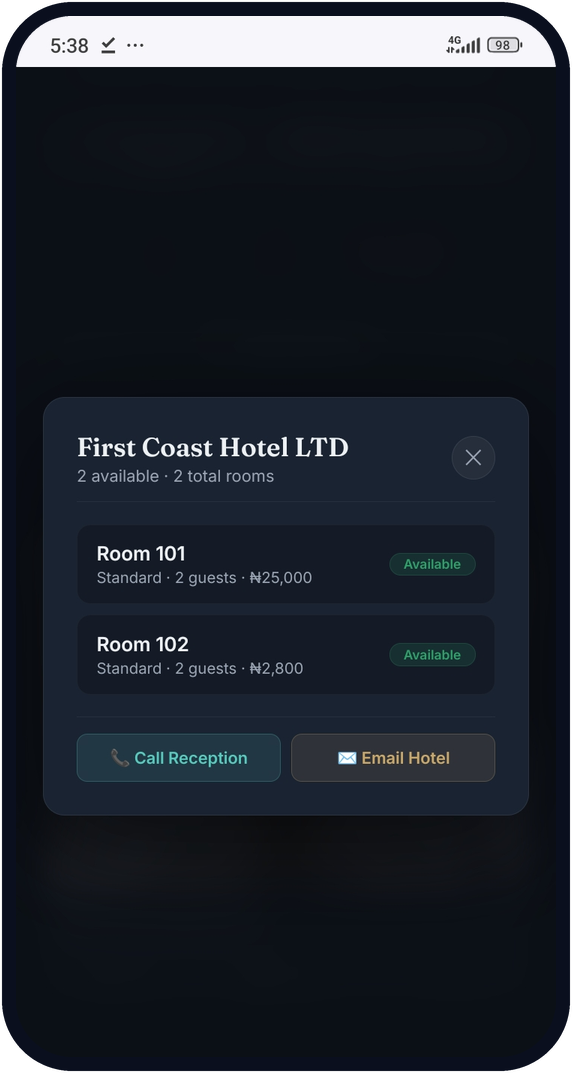 5:38
4G
98
First Coast Hotel LTD
2 available · 2 total rooms
Room 101
Standard · 2 guests · ₦25,000
Available
Room 102
Standard · 2 guests · ₦2,800
Available
📞 Call Reception
✉️ Email Hotel